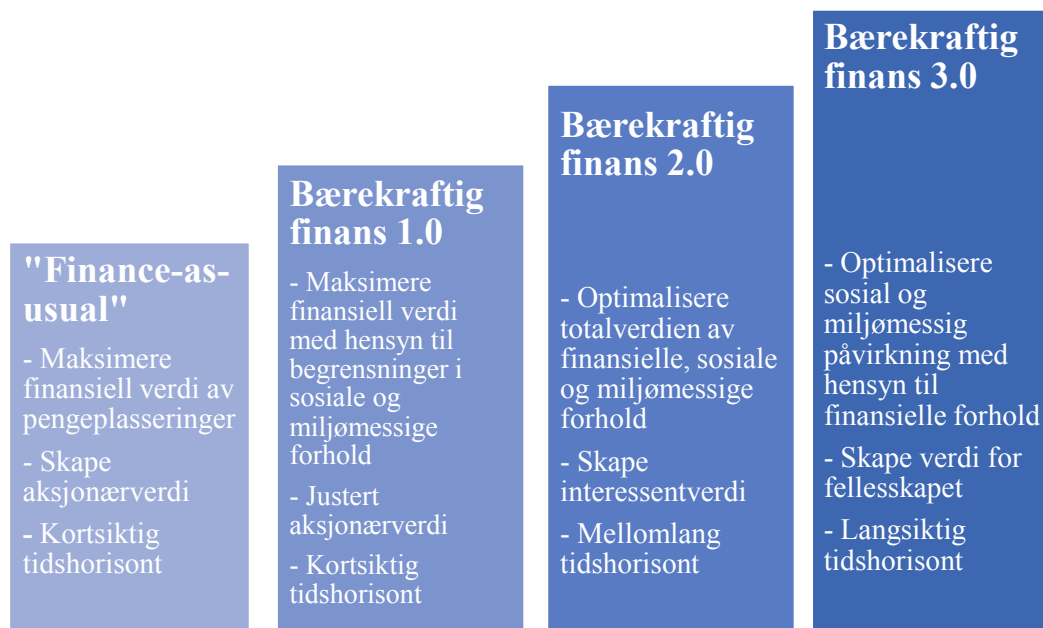 "Finance-as-
usual"
- Maksimere
finansiell verdi av
pengeplasseringer
- Skape
aksjonærverdi
- Kortsiktig
tidshorisont
Bærekraftig
finans 1.0
- Maksimere
finansiell verdi
med hensyn til
begrensninger i
sosiale og
miljømessige
forhold
- Justert
aksjonærverdi
- Kortsiktig
tidshorisont
Bærekraftig
finans 2.0
- Optimalisere
totalverdien av
finansielle, sosiale
og miljømessige
forhold
- Skape
interessentverdi
- Mellomlang
tidshorisont
Bærekraftig
finans 3.0
- Optimalisere
sosial og
miljømessig
påvirkning med
hensyn til
finansielle forhold
- Skape verdi for
fellesskapet
- Langsiktig
tidshorisont